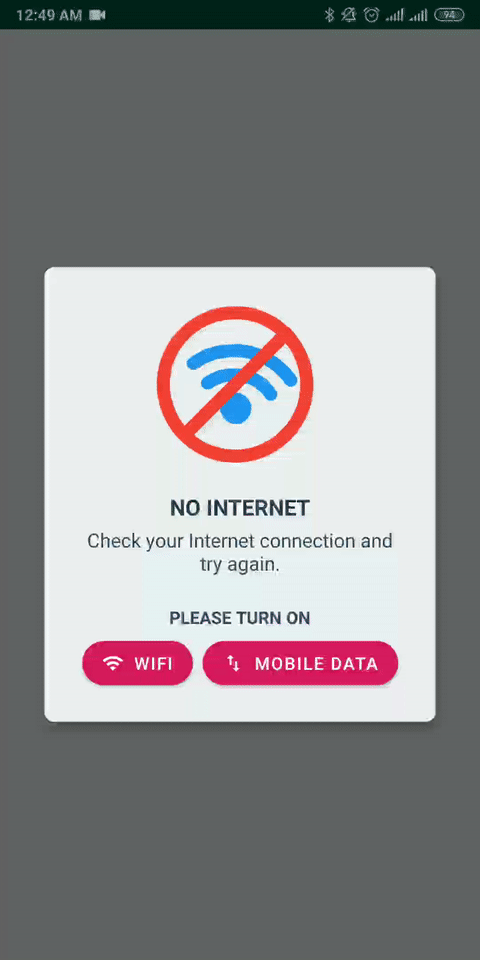 12:49 AM 94
NO INTERNET
Check your Internet connection and
try again.
PLEASE TURN ON
WIFI MOBILE DATA